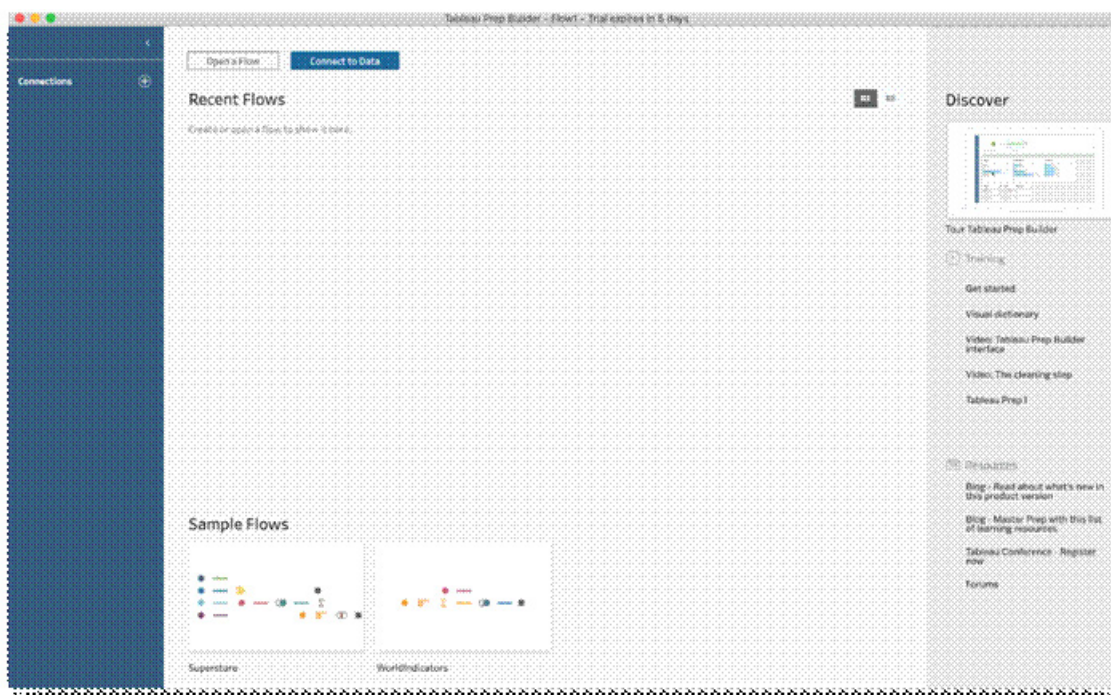 Tableau Prep Builder - Flow1 - Trial expires in 5 days
Connections
Open a Flow
Connect to Data
Recent Flows
Create or open a flow to show it here.
Sample Flows
Superstore
WorldIndicators
Discover
Tour Tableau Prep Builder
Training
Get started
Visual dictionary
Video: Tableau Prep Builder
interface
Video: The cleaning step
Tableau Prep I
Resources
Blog - Read about what's new in
this product version
Blog - Master Prep with this list
of learning resources
Tableau Conference - Register
now
Forums